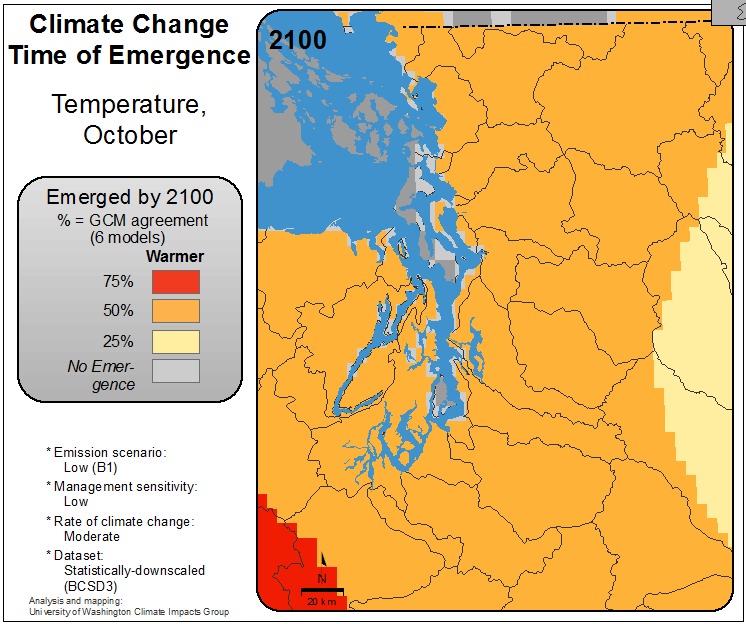 Climate Change
Time of Emergence
Temperature,
October
Emerged by 2100
% = GCM agreement
(6 models)
Warmer
75%
50%
25%
No Emer-
gence
* Emission scenario:
Low (B1)
* Management sensitivity:
Low
* Rate of climate change:
Moderate
* Dataset:
Statistically-downscaled
(BCSD3)
Analysis and mapping:
University of Washington Climate Impacts Group
2100
N
20 km